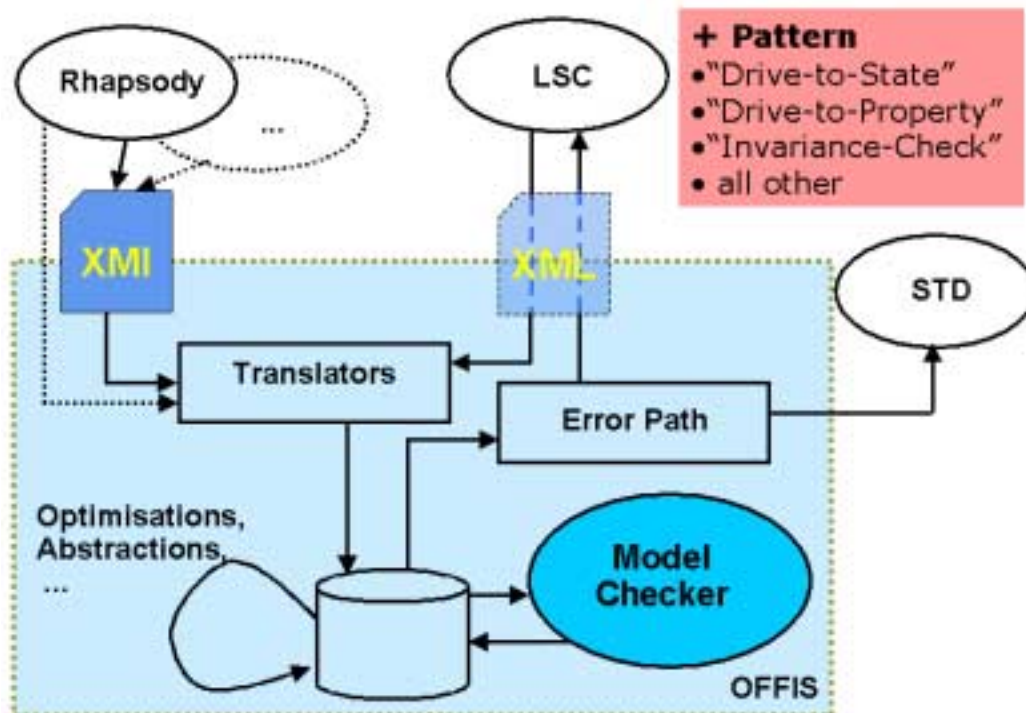 Rhapsody
...
LSC
+ Pattern
•"Drive-to-State"
•"Drive-to-Property"
•"Invariance-Check"
• all other
XMI
XML
STD
Translators
Error Path
Optimisations,
Abstractions,
...
Model
Checker
OFFIS